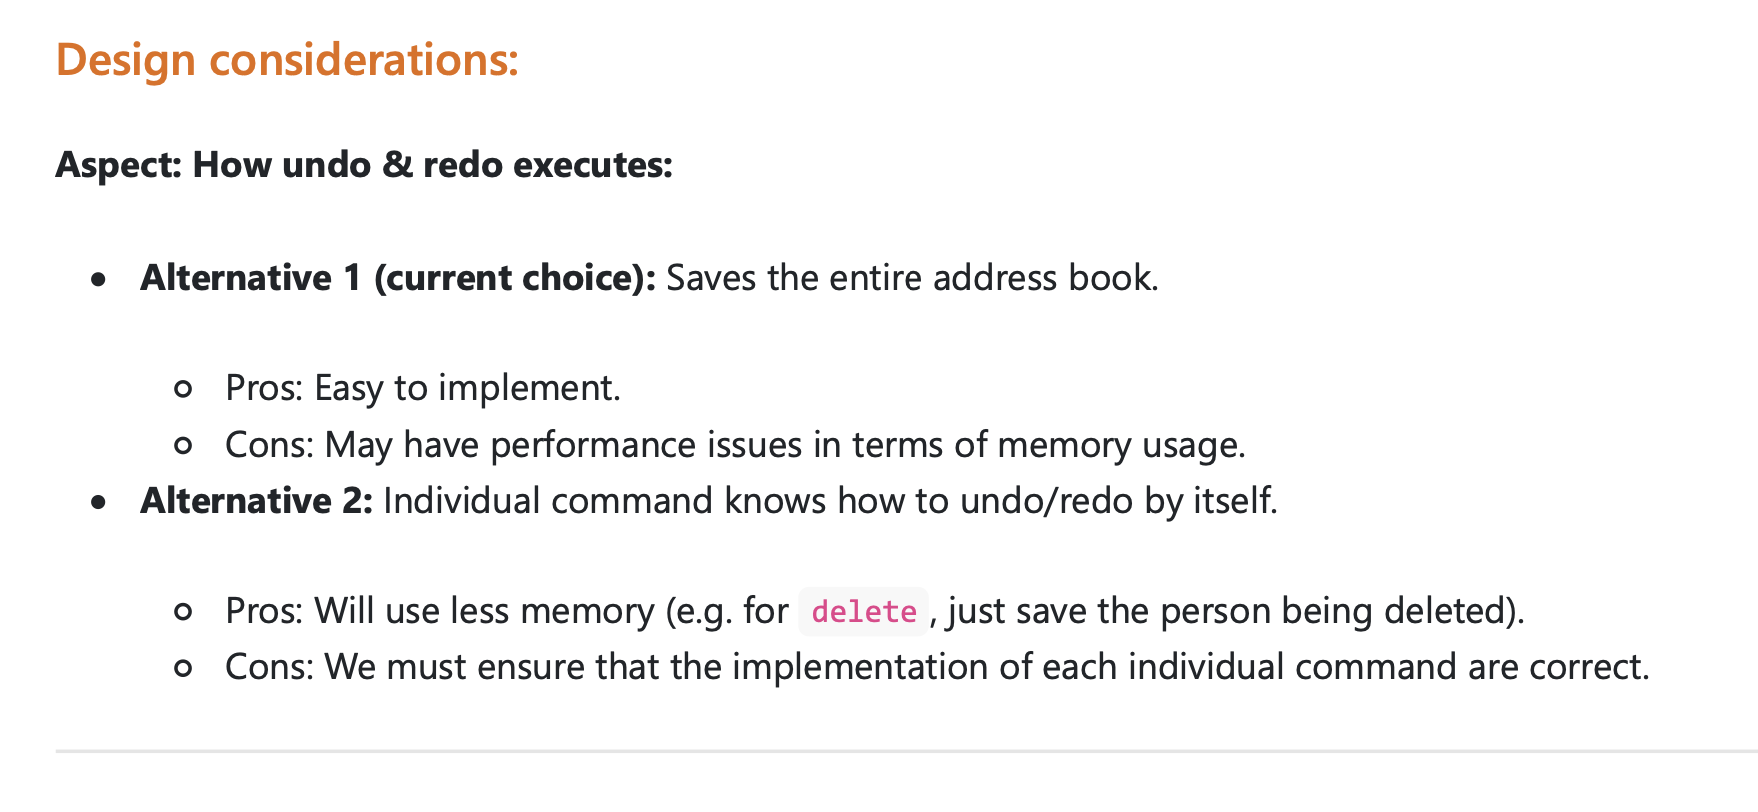 Design considerations:
Aspect: How undo & redo executes:
• Alternative 1 (current choice): Saves the entire address book.
○ Pros: Easy to implement.
○ Cons: May have performance issues in terms of memory usage.
• Alternative 2: Individual command knows how to undo/redo by itself.
○ Pros: Will use less memory (e.g. for delete, just save the person being deleted).
○ Cons: We must ensure that the implementation of each individual command are correct.